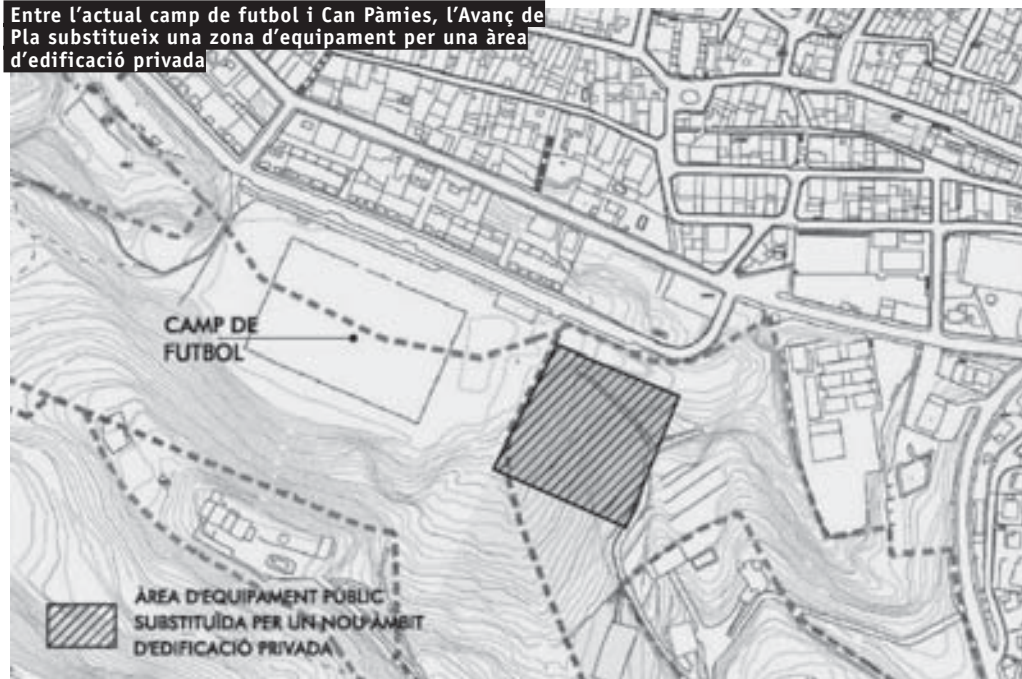 Entre l'actual camp de futbol i Can Pàmies, l'Avanç de
Pla substitueix una zona d'equipament per una àrea
d'edificació privada
CAMP DE
FUTBOL
ÀREA D'EQUIPAMENT PÚBLIC
SUBSTITUÏDA PER UN NOU ÀMBIT
D'EDIFICACIÓ PRIVADA